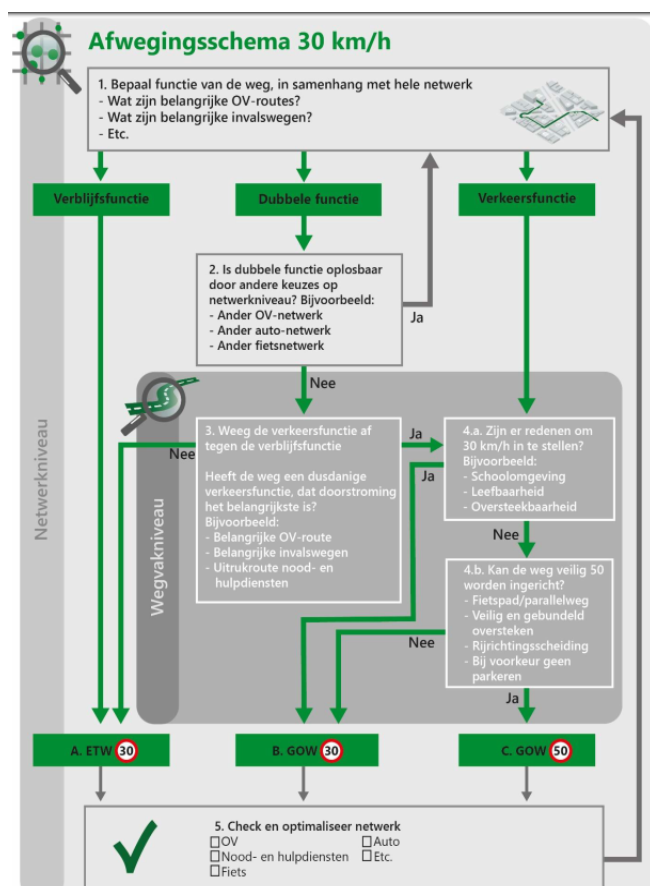 Afwegingsschema 30 km/h
1. Bepaal functie van de weg, in samenhang met hele netwerk
- Wat zijn belangrijke OV-routes?
- Wat zijn belangrijke invalswegen?
- Etc.
Verblijfsfunctie
Dubbele functie
Verkeersfunctie
2. Is dubbele functie oplosbaar
door andere keuzes op
netwerkniveau? Bijvoorbeeld:
- Ander OV-netwerk
- Ander auto-netwerk
- Ander fietsnetwerk
Ja
Nee
Netwerkniveau
Wegvakniveau
3. Weeg de verkeersfunctie af
tegen de verblijfsfunctie
Heeft de weg een dusdanige
verkeersfunctie, dat doorstroming
het belangrijkste is?
Bijvoorbeeld:
- Belangrijke OV-route
- Belangrijke invalswegen
- Uitrukroute nood- en
hulpdiensten
Nee
Ja
4.a. Zijn er redenen om
30 km/h in te stellen?
Bijvoorbeeld:
- Schoolomgeving
- Leefbaarheid
- Oversteekbaarheid
Ja
Nee
4.b. Kan de weg veilig 50
worden ingericht?
- Fietspad/parallelweg
- Veilig en gebundeld
oversteken
- Rijrichtingsscheiding
- Bij voorkeur geen
parkeren
Nee
Ja
A. ETW 30
B. GOW 30
C. GOW 50
5. Check en optimaliseer netwerk
OV
Auto
Nood- en hulpdiensten
Etc.
Fiets